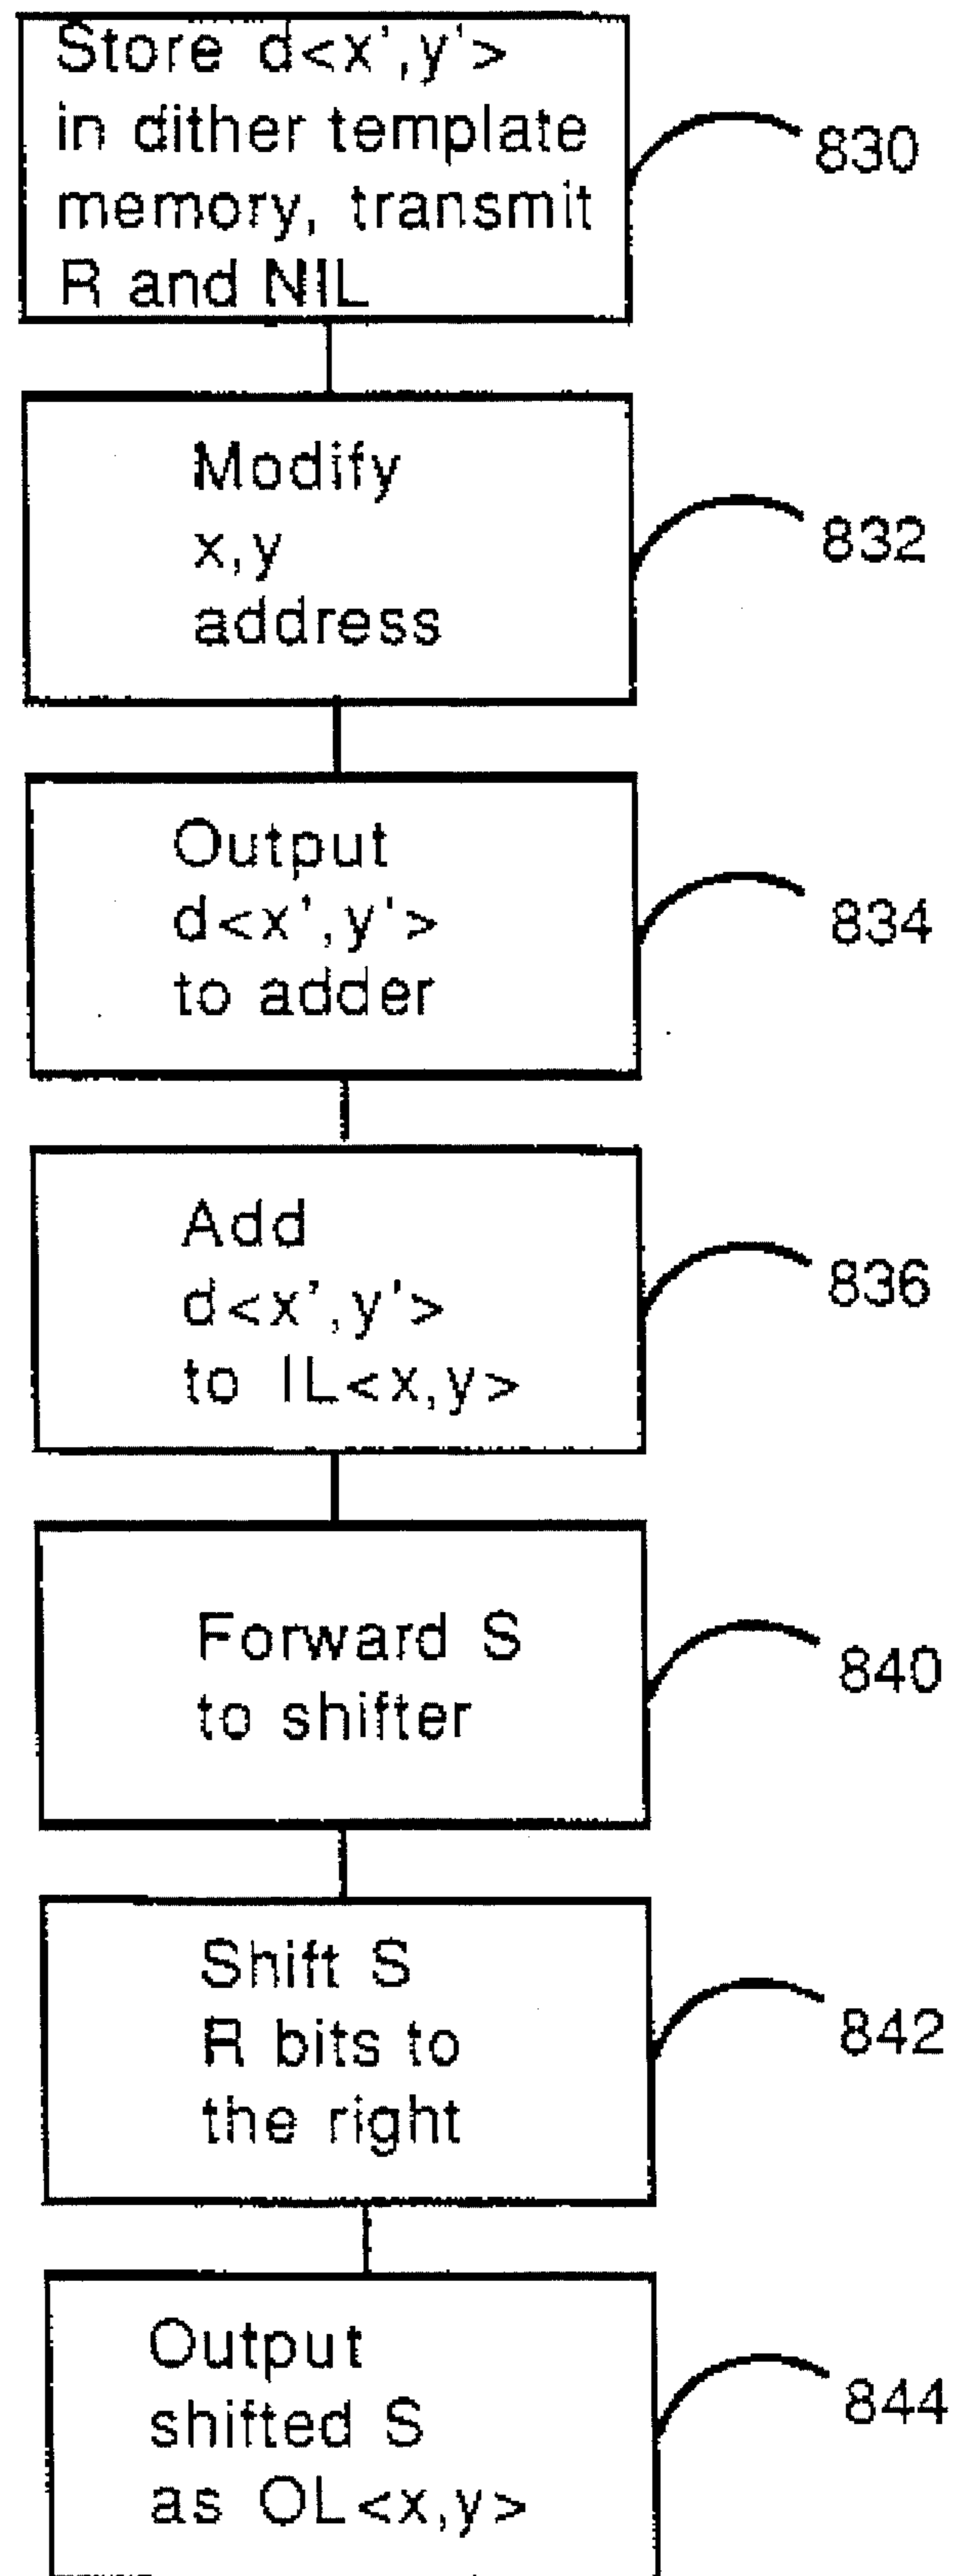 Store d<x',y'>
in dither template
memory, transmit
R and NIL
830
Modify
x,y
address
832
Output
d<x',y'>
to adder
834
Add
d<x',y'>
to IL<x,y>
836
Forward S
to shifter
840
Shift S
R bits to
the right
842
Output
shifted S
as OL<x,y>
844